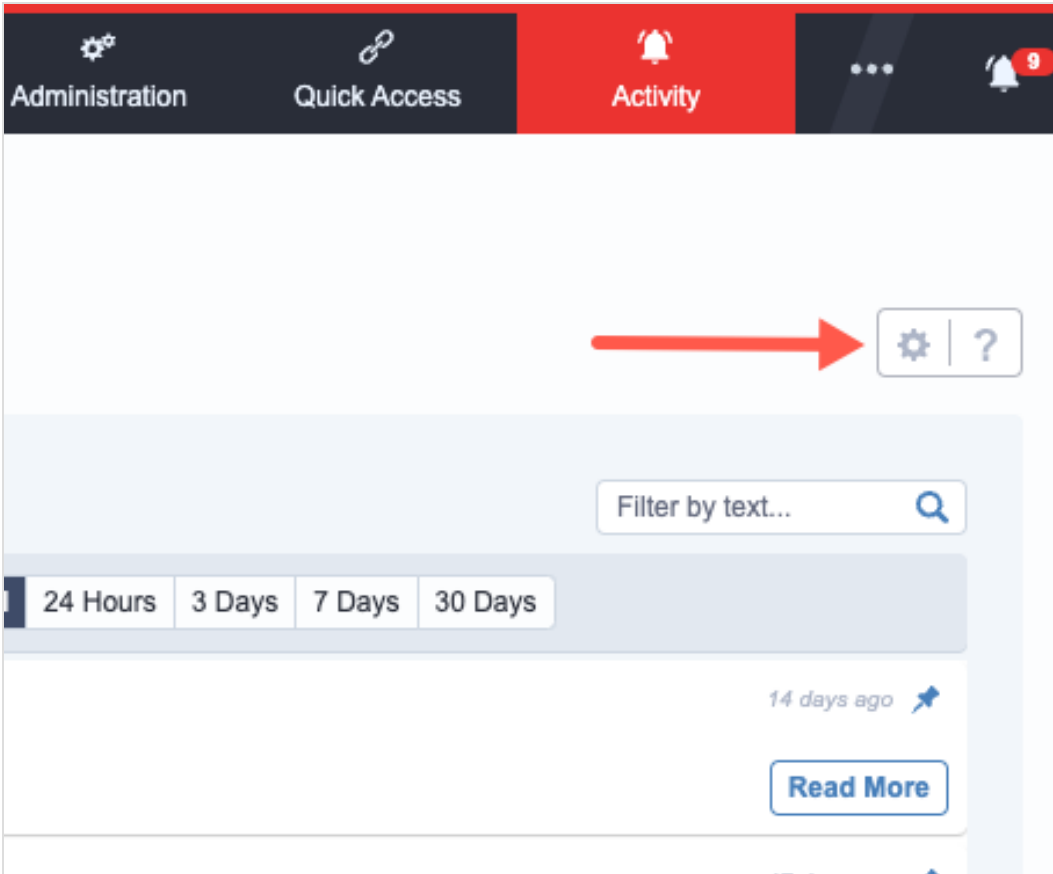 Administration Quick Access Activity ••• 9
?
Filter by text...
24 Hours 3 Days 7 Days 30 Days
14 days ago
Read More